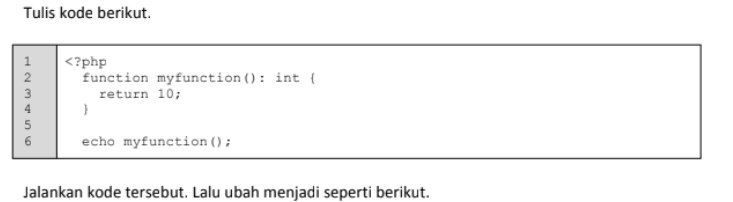 Tulis kode berikut.
1 <?php
2 function myfunction(): int {
3 return 10;
4 }
5
6 echo myfunction();
Jalankan kode tersebut. Lalu ubah menjadi seperti berikut.